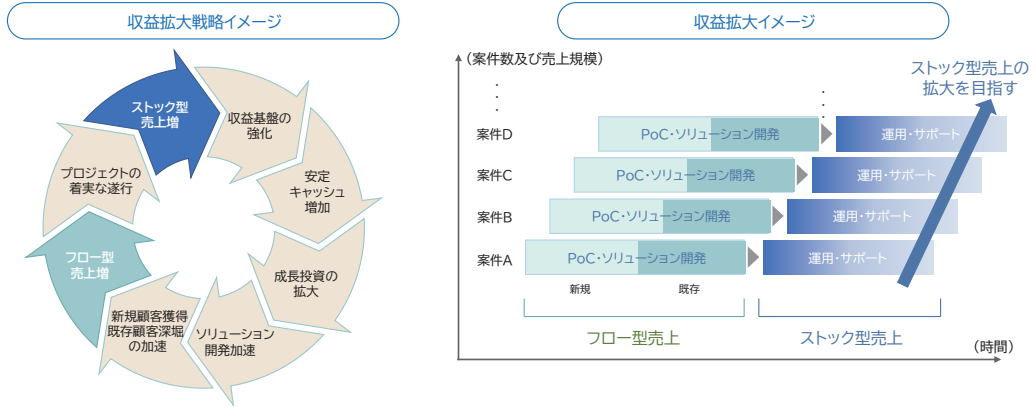 収益拡大戦略イメージ
ストック型
売上増
収益基盤の
強化
安定
キャッシュ
増加
成長投資の
拡大
ソリューション
開発加速
新規顧客獲得
既存顧客深堀
の加速
フロー型
売上増
プロジェクトの
着実な遂行
収益拡大イメージ
(案件数及び売上規模)
ストック型売上の
拡大を目指す
案件D
PoC・ソリューション開発
運用・サポート
案件C
PoC・ソリューション開発
運用・サポート
案件B
PoC・ソリューション開発
運用・サポート
案件A
PoC・ソリューション開発
運用・サポート
新規
既存
フロー型売上
ストック型売上
(時間)